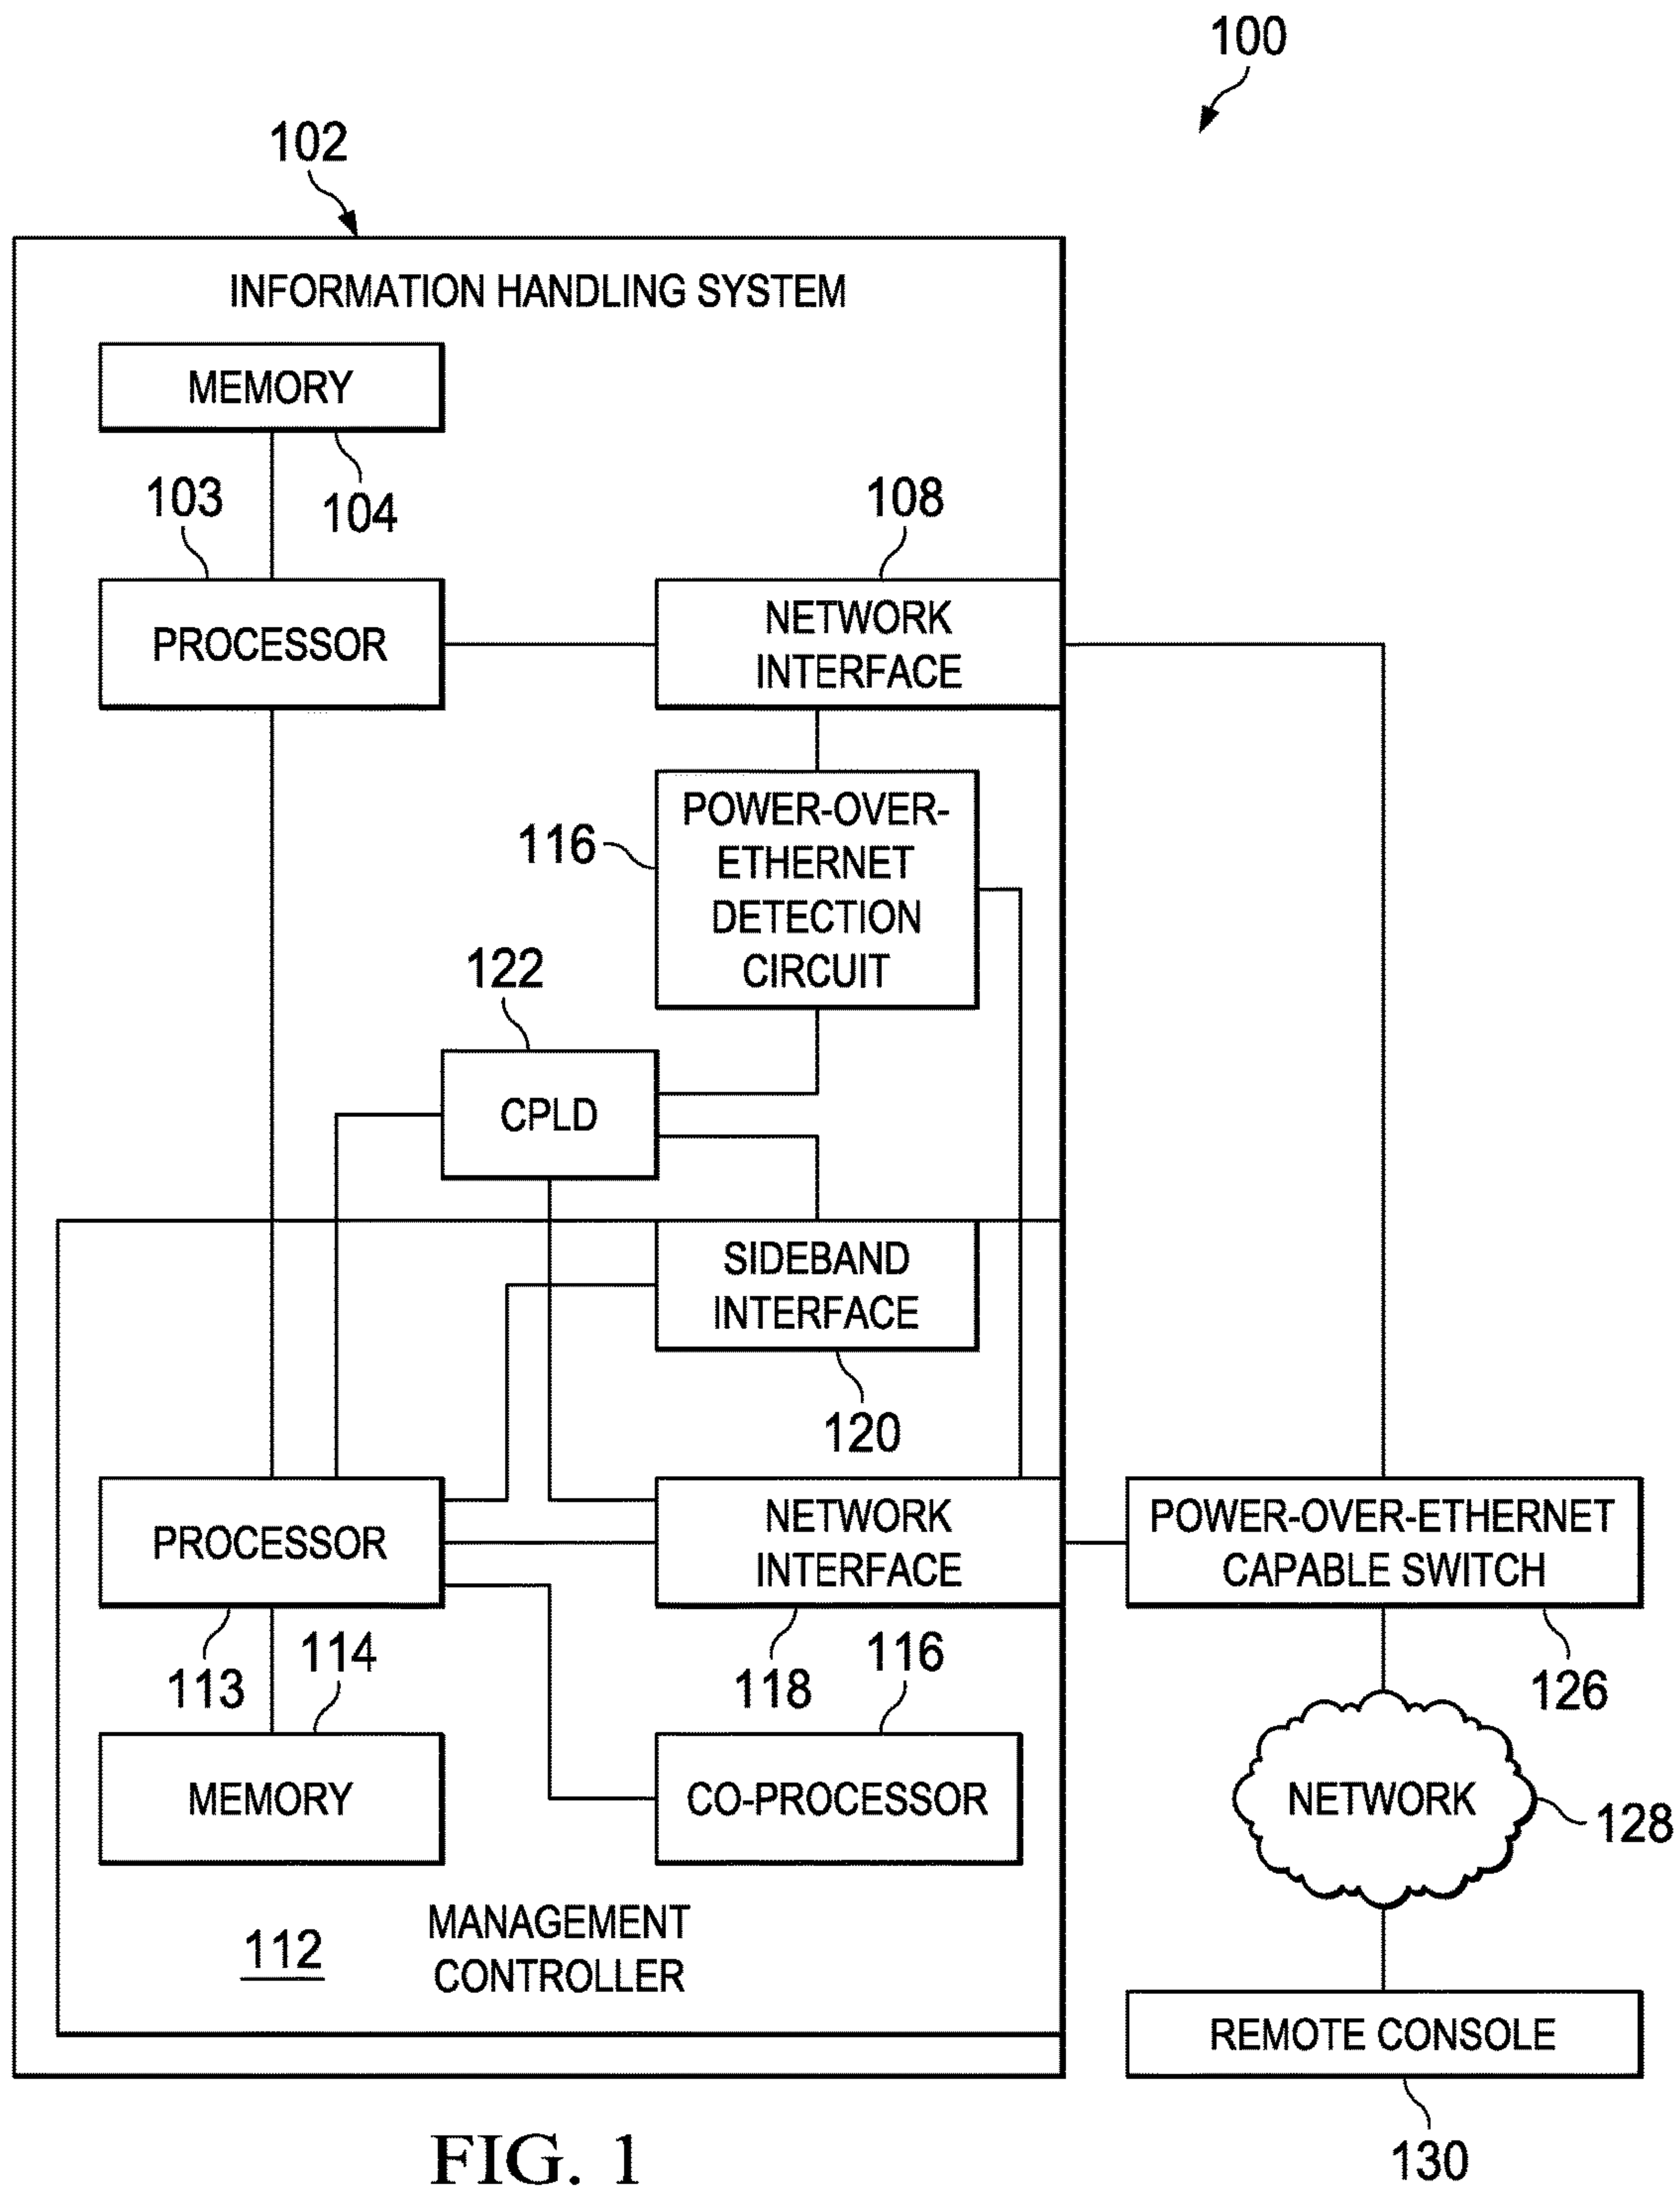 100
102
INFORMATION HANDLING SYSTEM
MEMORY
104
103
PROCESSOR
108
NETWORK
INTERFACE
116
POWER-OVER-
ETHERNET
DETECTION
CIRCUIT
122
CPLD
SIDEBAND
INTERFACE
120
PROCESSOR
113
NETWORK
INTERFACE
118
POWER-OVER-ETHERNET
CAPABLE SWITCH
126
114
MEMORY
116
CO-PROCESSOR
NETWORK
128
112
MANAGEMENT
CONTROLLER
REMOTE CONSOLE
130
FIG. 1